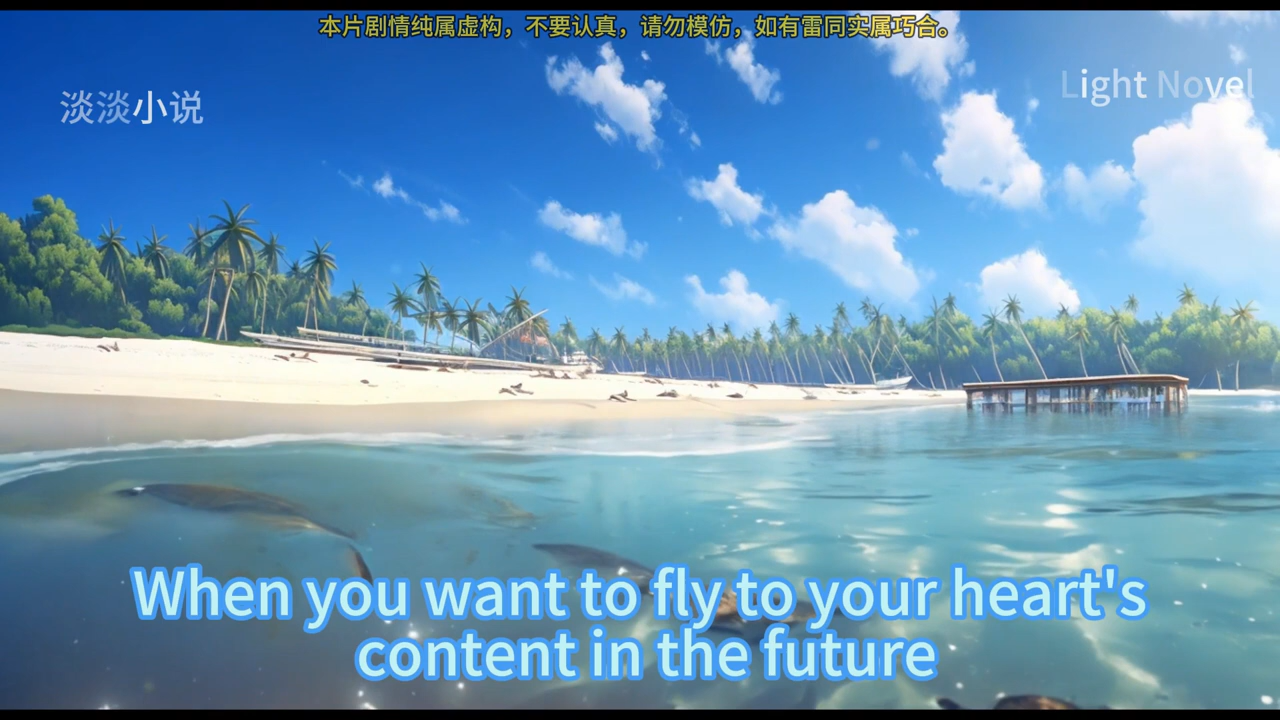 本片剧情纯属虚构，不要认真，请勿模仿，如有雷同实属巧合。
淡淡小说
Light Novel
When you want to fly to your heart's
content in the future